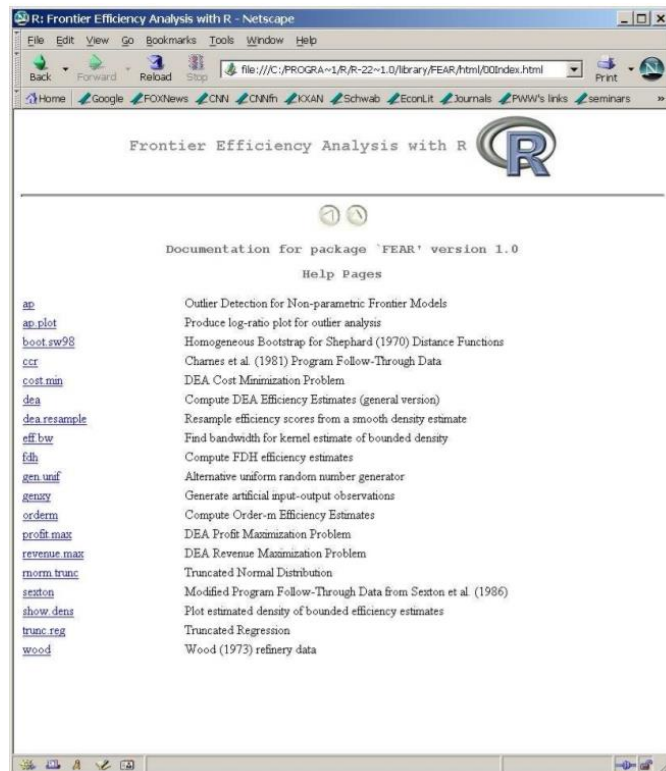 R: Frontier Efficiency Analysis with R - Netscape
File Edit View Go Bookmarks Tools Window Help
Back Forward Reload Stop file:///C:/PROGRA~1/R/R-22~1.0/library/FEAR/html/00Index.html Print N
Home Google FOXNews CNN CNNfn KXAN Schwab EconLit Journals PWW's links seminars »
Frontier Efficiency Analysis with R R
Documentation for package `FEAR' version 1.0
Help Pages
ap Outlier Detection for Non-parametric Frontier Models
ap.plot Produce log-ratio plot for outlier analysis
boot.sw98 Homogeneous Bootstrap for Shephard (1970) Distance Functions
ccr Charnes et al. (1981) Program Follow-Through Data
cost.min DEA Cost Minimization Problem
dea Compute DEA Efficiency Estimates (general version)
dea.resample Resample efficiency scores from a smooth density estimate
eff.bw Find bandwidth for kernel estimate of bounded density
fdh Compute FDH efficiency estimates
gen.unif Alternative uniform random number generator
genxy Generate artificial input-output observations
orderm Compute Order-m Efficiency Estimates
profit.max DEA Profit Maximization Problem
revenue.max DEA Revenue Maximization Problem
rnorm.trunc Truncated Normal Distribution
sexton Modified Program Follow-Through Data from Sexton et al. (1986)
show.dens Plot estimated density of bounded efficiency estimates
trunc.reg Truncated Regression
wood Wood (1973) refinery data